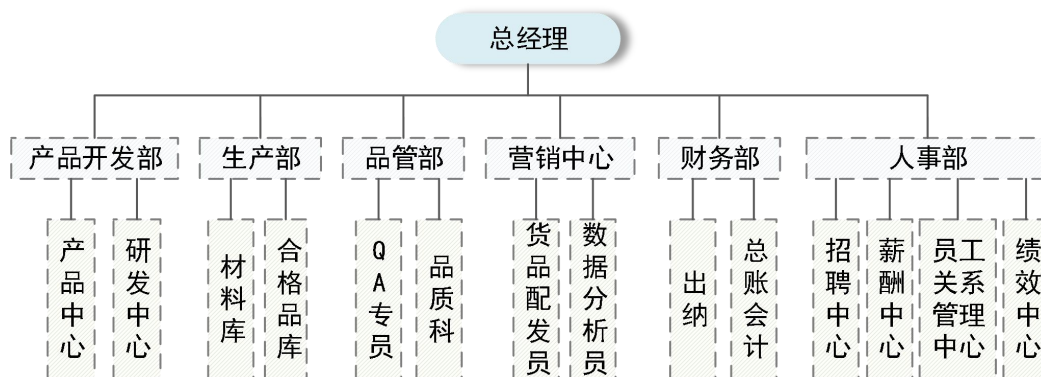 总经理
产品开发部
生产部
品管部
营销中心
财务部
人事部
产品中心
研发中心
材料库
合格品库
QA专员
品质科
货品配发员
数据分析员
出纳
总账会计
招聘中心
薪酬中心
员工关系管理中心
绩效中心